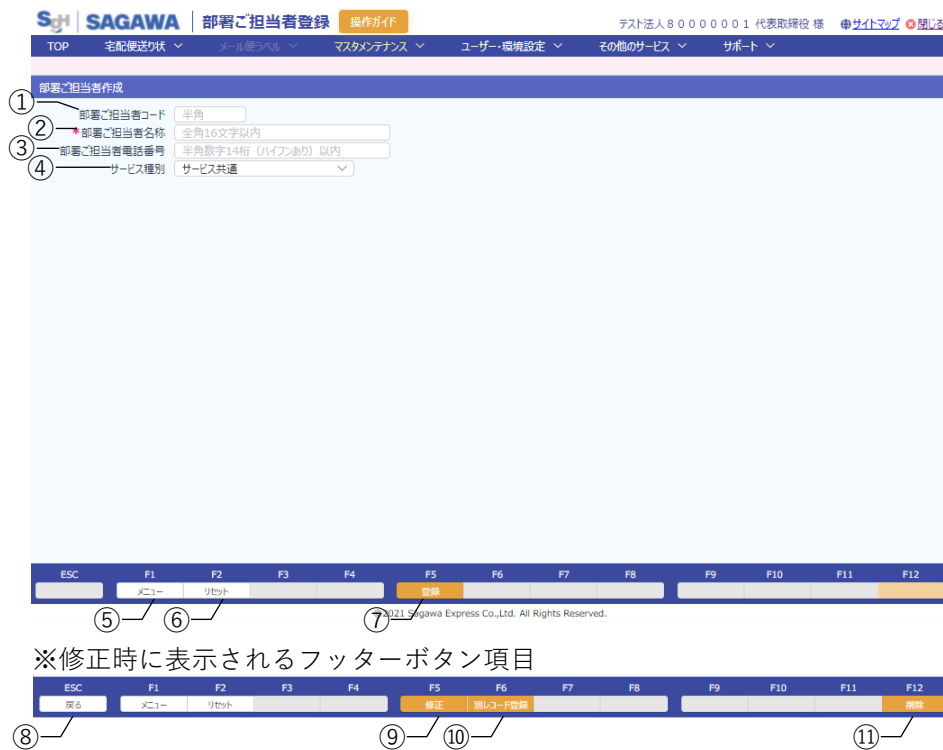 SGH SAGAWA 部署ご担当者登録 操作ガイド テスト法人80000001 代表取締役 様 サイトマップ 閉じる
TOP 宅配便送り状 メール便ラベル マスタメンテナンス ユーザー・環境設定 その他のサービス サポート
部署ご担当者作成
① 部署ご担当者コード 半角
② *部署ご担当者名称 全角16文字以内
③ 部署ご担当者電話番号 半角数字14桁（ハイフンあり）以内
④ サービス種別 サービス共通
ESC F1 F2 F3 F4 F5 F6 F7 F8 F9 F10 F11 F12
メニュー リセット 登録
⑤ ⑥ ⑦
©2021 Sagawa Express Co.,Ltd. All Rights Reserved.
※修正時に表示されるフッターボタン項目
ESC F1 F2 F3 F4 F5 F6 F7 F8 F9 F10 F11 F12
戻る メニュー リセット 修正 別レコード登録 削除
⑧ ⑨ ⑩ ⑪